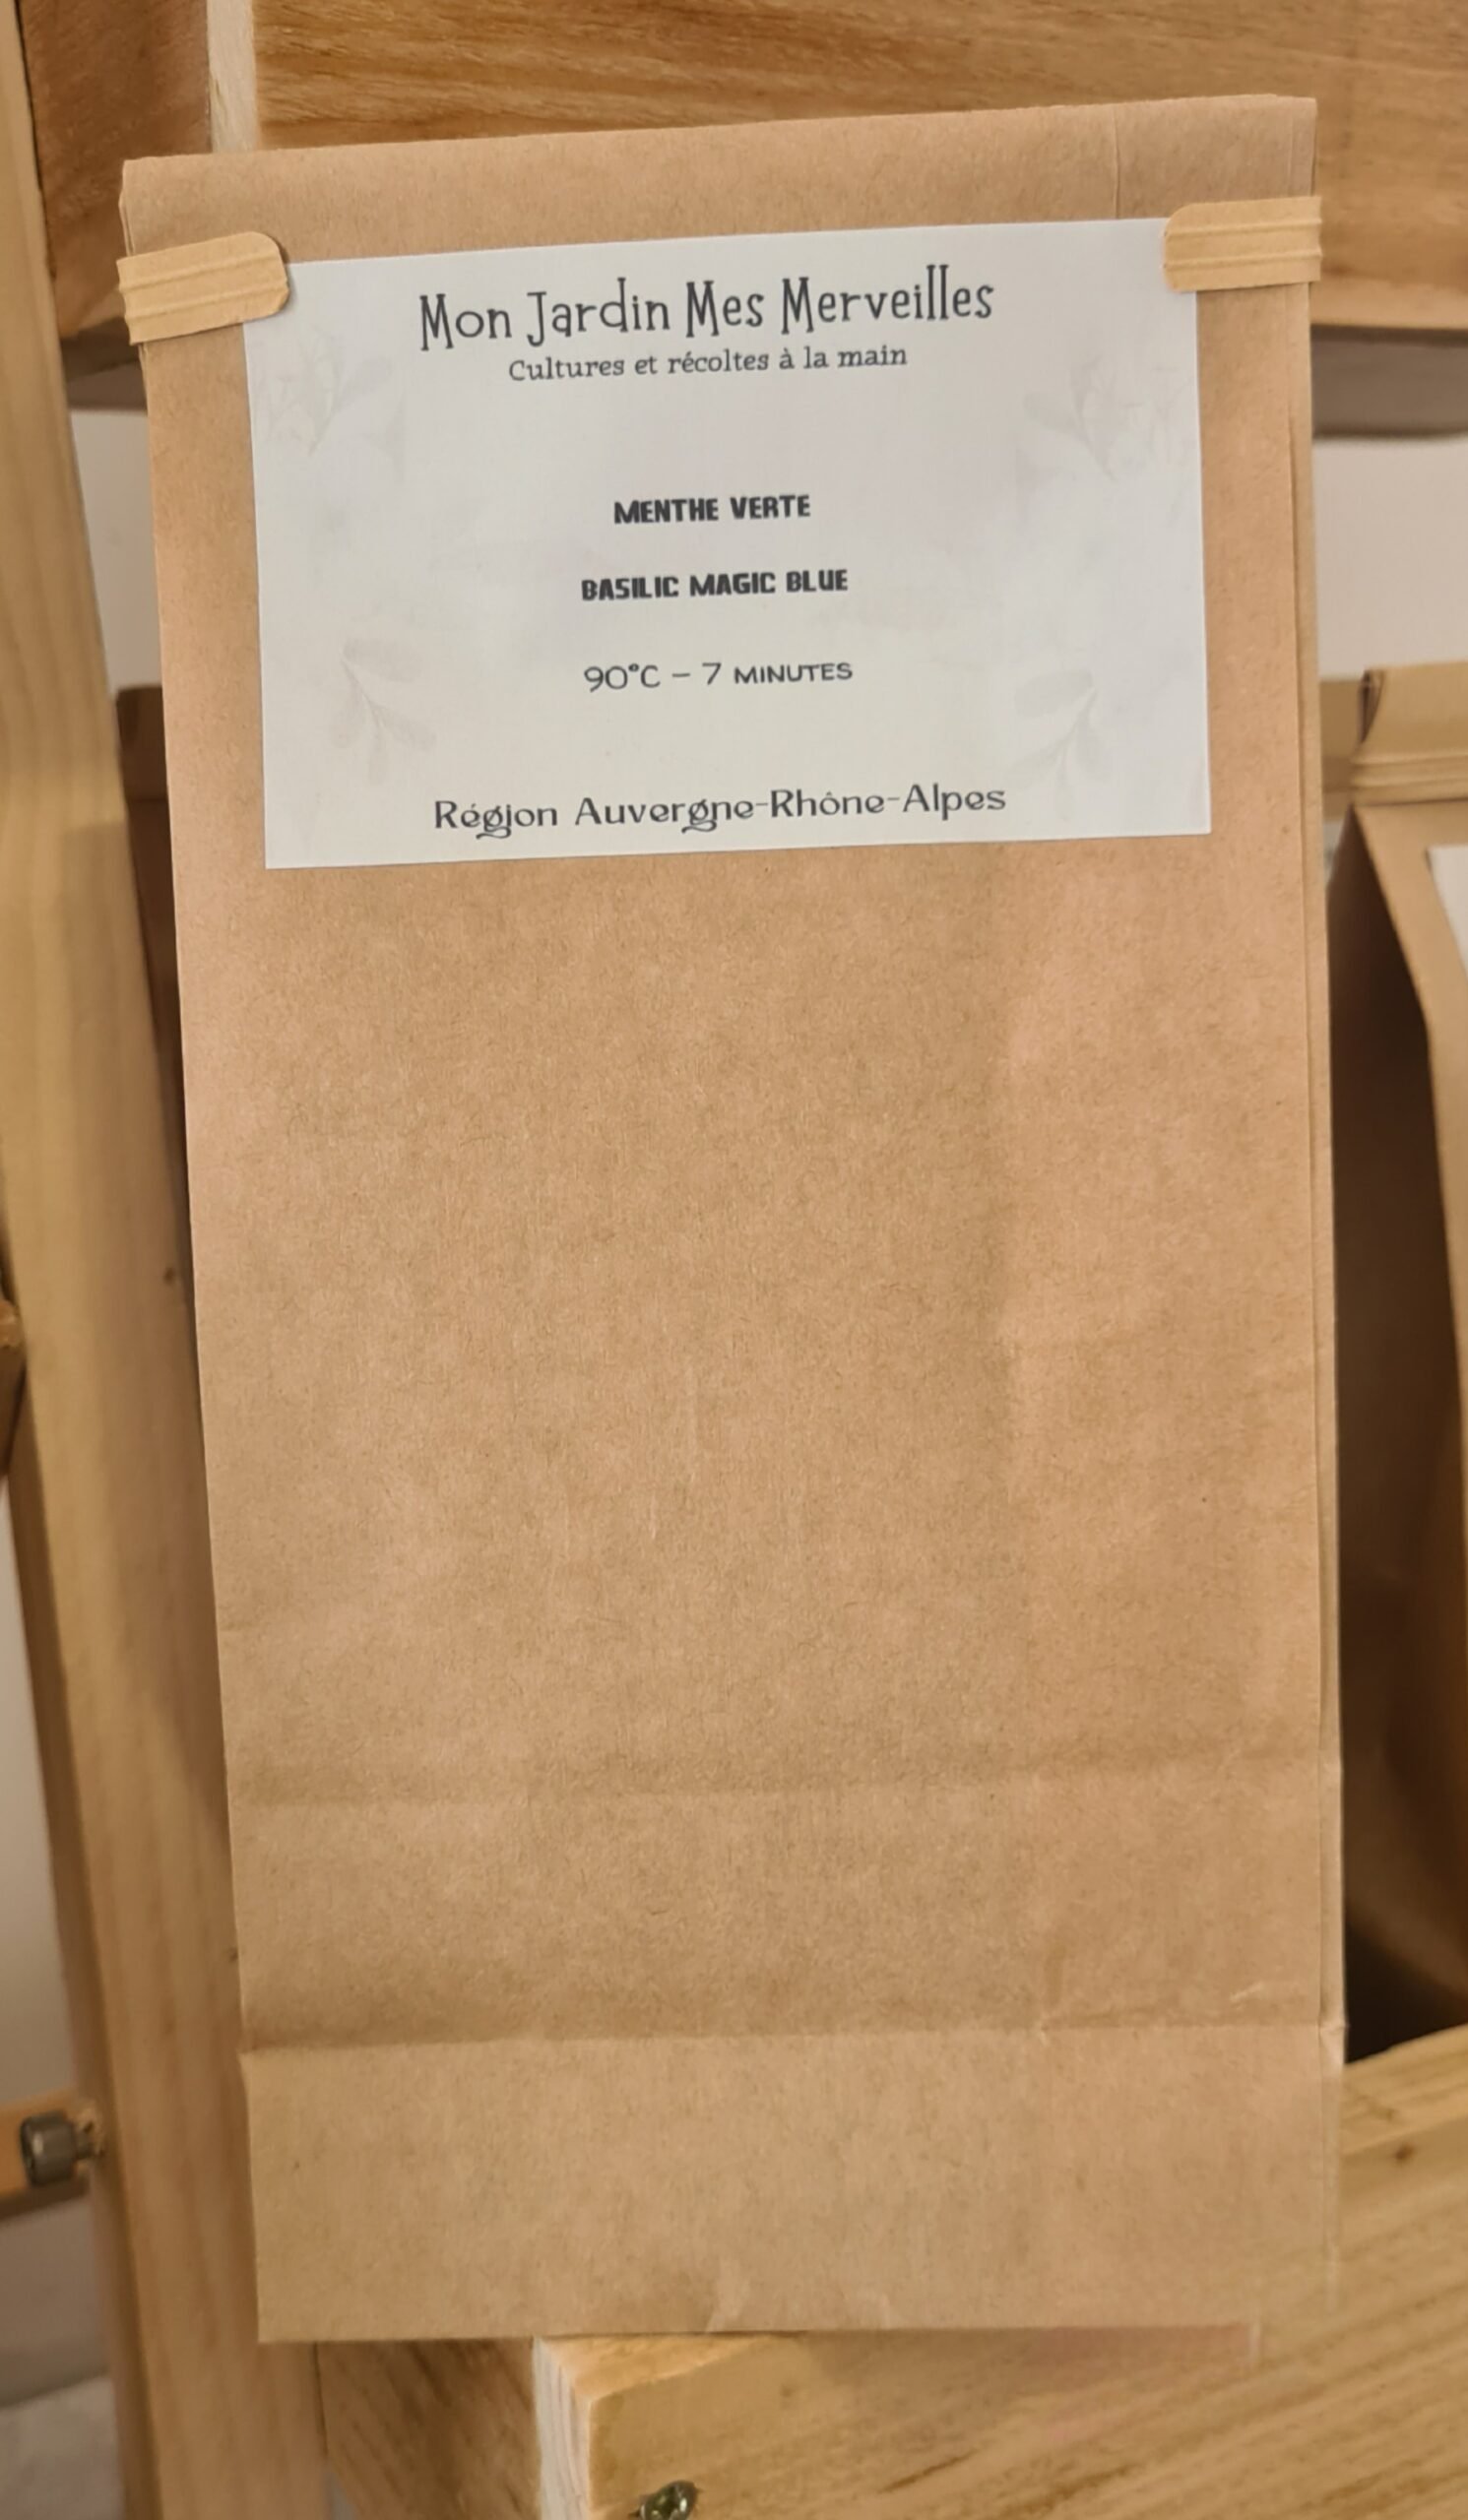 Mon Jardin Mes Merveilles
Cultures et récoltes à la main
MENTHE VERTE
BASILIC MAGIC BLUE
90°C – 7 MINUTES
Région Auvergne-Rhône-Alpes